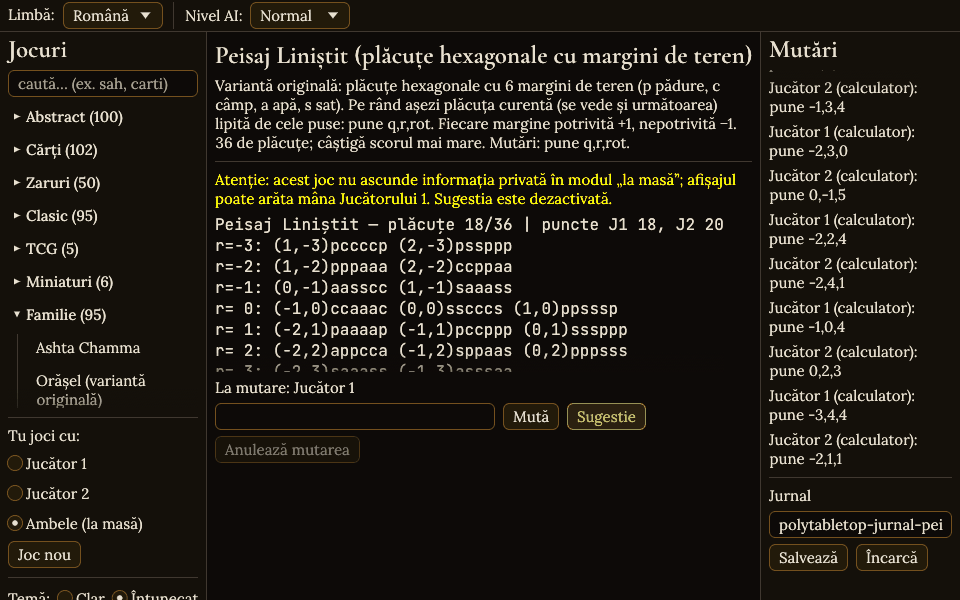 Limbă: Română ▼ Nivel AI: Normal ▼
Jocuri
caută... (ex. sah, carti)
▸ Abstract (100)
▸ Cărți (102)
▸ Zaruri (50)
▸ Clasic (95)
▸ TCG (5)
▸ Miniaturi (6)
▾ Familie (95)
Ashta Chamma
Orășel (variantă
originală)
Tu joci cu:
Jucător 1
Jucător 2
Ambele (la masă)
Joc nou
Temă: Clar Întunecat
Peisaj Liniștit (plăcuțe hexagonale cu margini de teren)
Variantă originală: plăcuțe hexagonale cu 6 margini de teren (p pădure, c
câmp, a apă, s sat). Pe rând așezi plăcuța curentă (se vede și următoarea)
lipită de cele puse: pune q,r,rot. Fiecare margine potrivită +1, nepotrivită −1.
36 de plăcuțe; câștigă scorul mai mare. Mutări: pune q,r,rot.
Atenție: acest joc nu ascunde informația privată în modul „la masă”; afișajul
poate arăta mâna Jucătorului 1. Sugestia este dezactivată.
Peisaj Liniștit — plăcuțe 18/36 | puncte J1 18, J2 20
r=-3: (1,-3)pccccp (2,-3)pssppp
r=-2: (1,-2)pppaaa (2,-2)ccppaa
r=-1: (0,-1)aasscc (1,-1)saaass
r= 0: (-1,0)ccaaac (0,0)sscccs (1,0)ppsssp
r= 1: (-2,1)paaaap (-1,1)pccppp (0,1)sssppp
r= 2: (-2,2)appcca (-1,2)sppaas (0,2)pppsss
r= 3: (-2,3)saaass (-1,3)asssaa
La mutare: Jucător 1
Mută Sugestie
Anulează mutarea
Mutări
Jucător 2 (calculator):
pune -1,3,4
Jucător 1 (calculator):
pune -2,3,0
Jucător 2 (calculator):
pune 0,-1,5
Jucător 1 (calculator):
pune -2,2,4
Jucător 2 (calculator):
pune -2,4,1
Jucător 1 (calculator):
pune -1,0,4
Jucător 2 (calculator):
pune 0,2,3
Jucător 1 (calculator):
pune -3,4,4
Jucător 2 (calculator):
pune -2,1,1
Jurnal
polytabletop-jurnal-pei
Salvează Încarcă